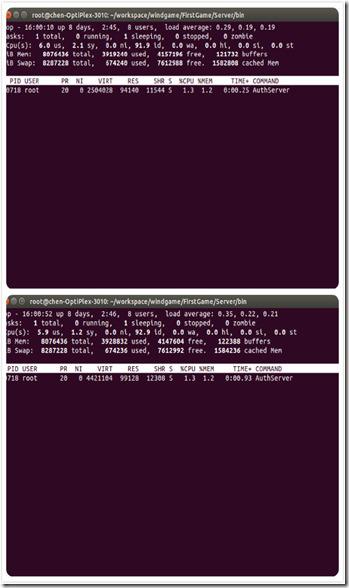 root@chen-OptiPlex-3010: ~/workspace/windgame/FirstGame/Server/bin
op - 16:00:10 up 8 days,  2:45,  8 users,  load average: 0.29, 0.19, 0.19
asks:   1 total,   0 running,   1 sleeping,   0 stopped,   0 zombie
Cpu(s):  6.0 us,  2.1 sy,  0.0 ni, 91.9 id,  0.0 wa,  0.0 hi,  0.0 si,  0.0 st
iB Mem:   8076436 total,  3919240 used,  4157196 free,   121732 buffers
iB Swap:  8287228 total,   674240 used,  7612988 free.  1582808 cached Mem
PID USER      PR  NI    VIRT    RES    SHR S  %CPU %MEM     TIME+ COMMAND
0718 root      20   0 2504028  94140  11544 S   1.3  1.2   0:00.25 AuthServer
root@chen-OptiPlex-3010: ~/workspace/windgame/FirstGame/Server/bin
op - 16:00:52 up 8 days,  2:46,  8 users,  load average: 0.35, 0.22, 0.21
asks:   1 total,   0 running,   1 sleeping,   0 stopped,   0 zombie
Cpu(s):  5.9 us,  1.2 sy,  0.0 ni, 92.9 id,  0.0 wa,  0.0 hi,  0.0 si,  0.0 st
iB Mem:   8076436 total,  3928832 used,  4147604 free,   122388 buffers
iB Swap:  8287228 total,   674236 used,  7612992 free.  1584236 cached Mem
PID USER      PR  NI    VIRT    RES    SHR S  %CPU %MEM     TIME+ COMMAND
0718 root      20   0 4421104  99128  12308 S   1.3  1.2   0:00.93 AuthServer